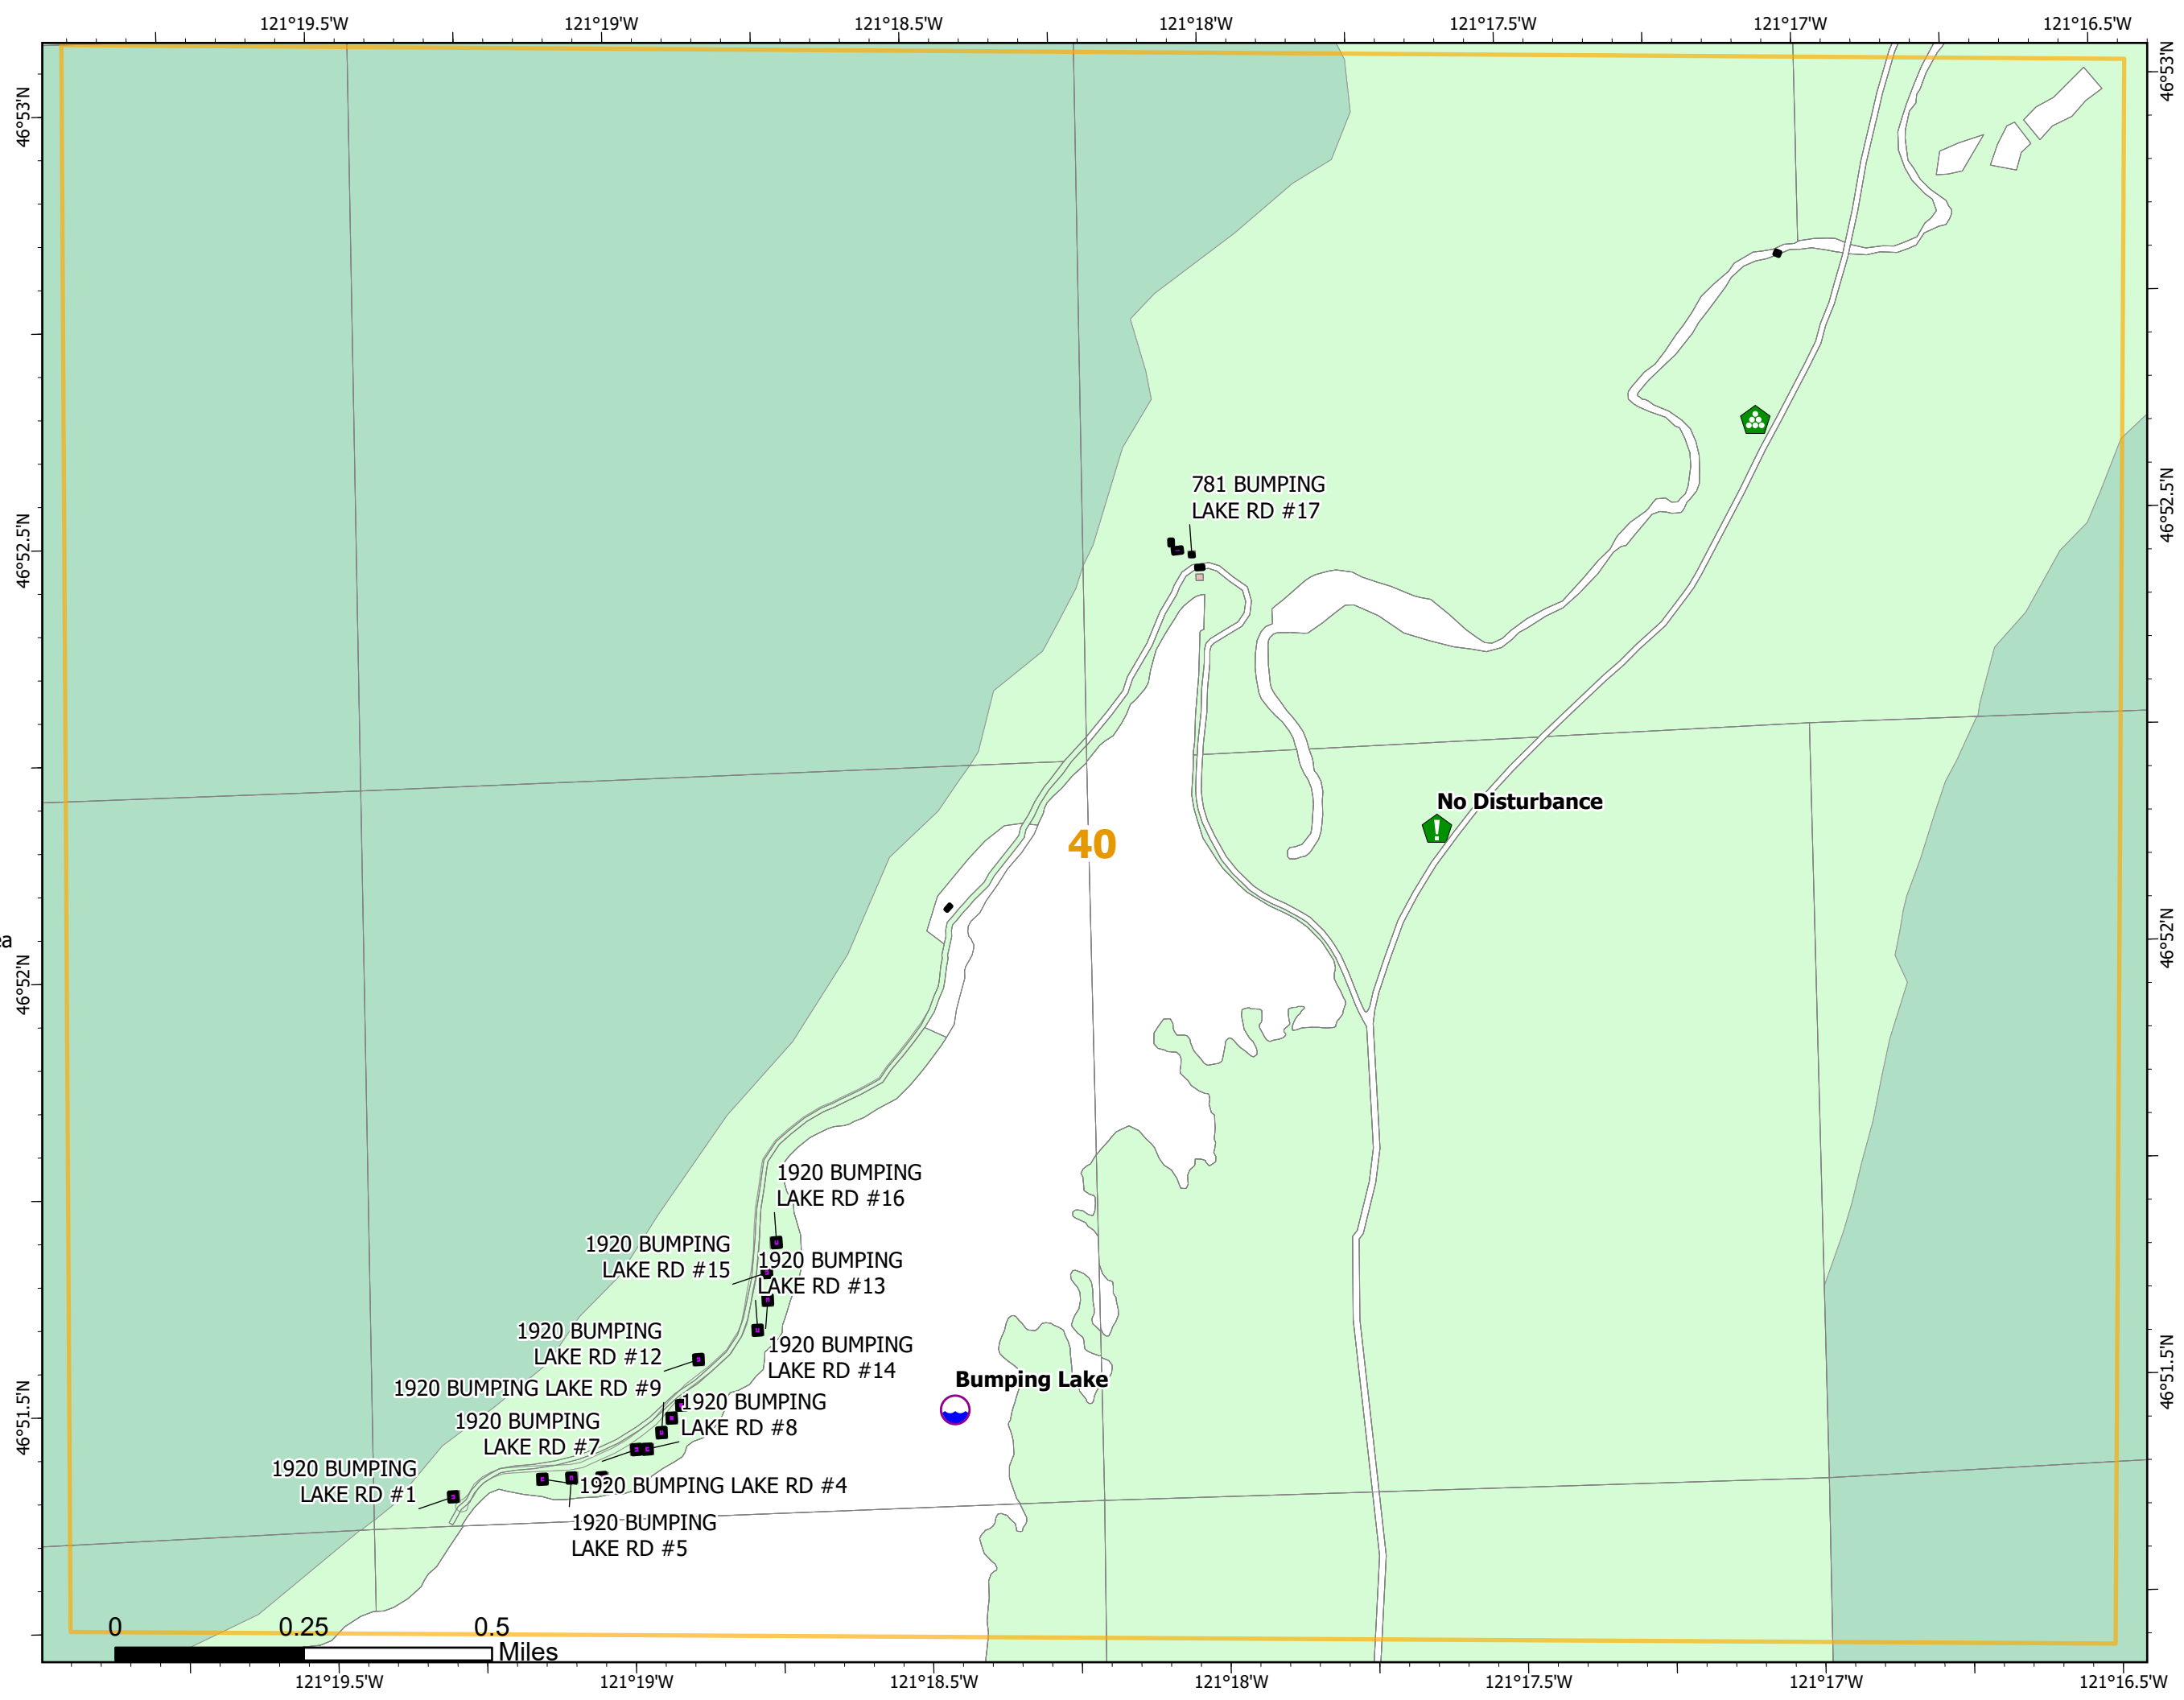 121°19.5'W 121°19'W 121°18.5'W 121°18'W 121°17.5'W 121°17'W 121°16.5'W
46°53'N
46°53'N
781 BUMPING
LAKE RD #17
46°52.5'N
46°52.5'N
No Disturbance
40
ea
46°52'N
46°52'N
1920 BUMPING
LAKE RD #16
1920 BUMPING
LAKE RD #15
1920 BUMPING
LAKE RD #13
1920 BUMPING
LAKE RD #12
1920 BUMPING
LAKE RD #14
1920 BUMPING LAKE RD #9
Bumping Lake
1920 BUMPING
LAKE RD #8
1920 BUMPING
LAKE RD #7
46°51.5'N
46°51.5'N
1920 BUMPING
LAKE RD #1
1920 BUMPING LAKE RD #4
1920 BUMPING
LAKE RD #5
0 0.25 0.5
Miles
121°19.5'W 121°19'W 121°18.5'W 121°18'W 121°17.5'W 121°17'W 121°16.5'W